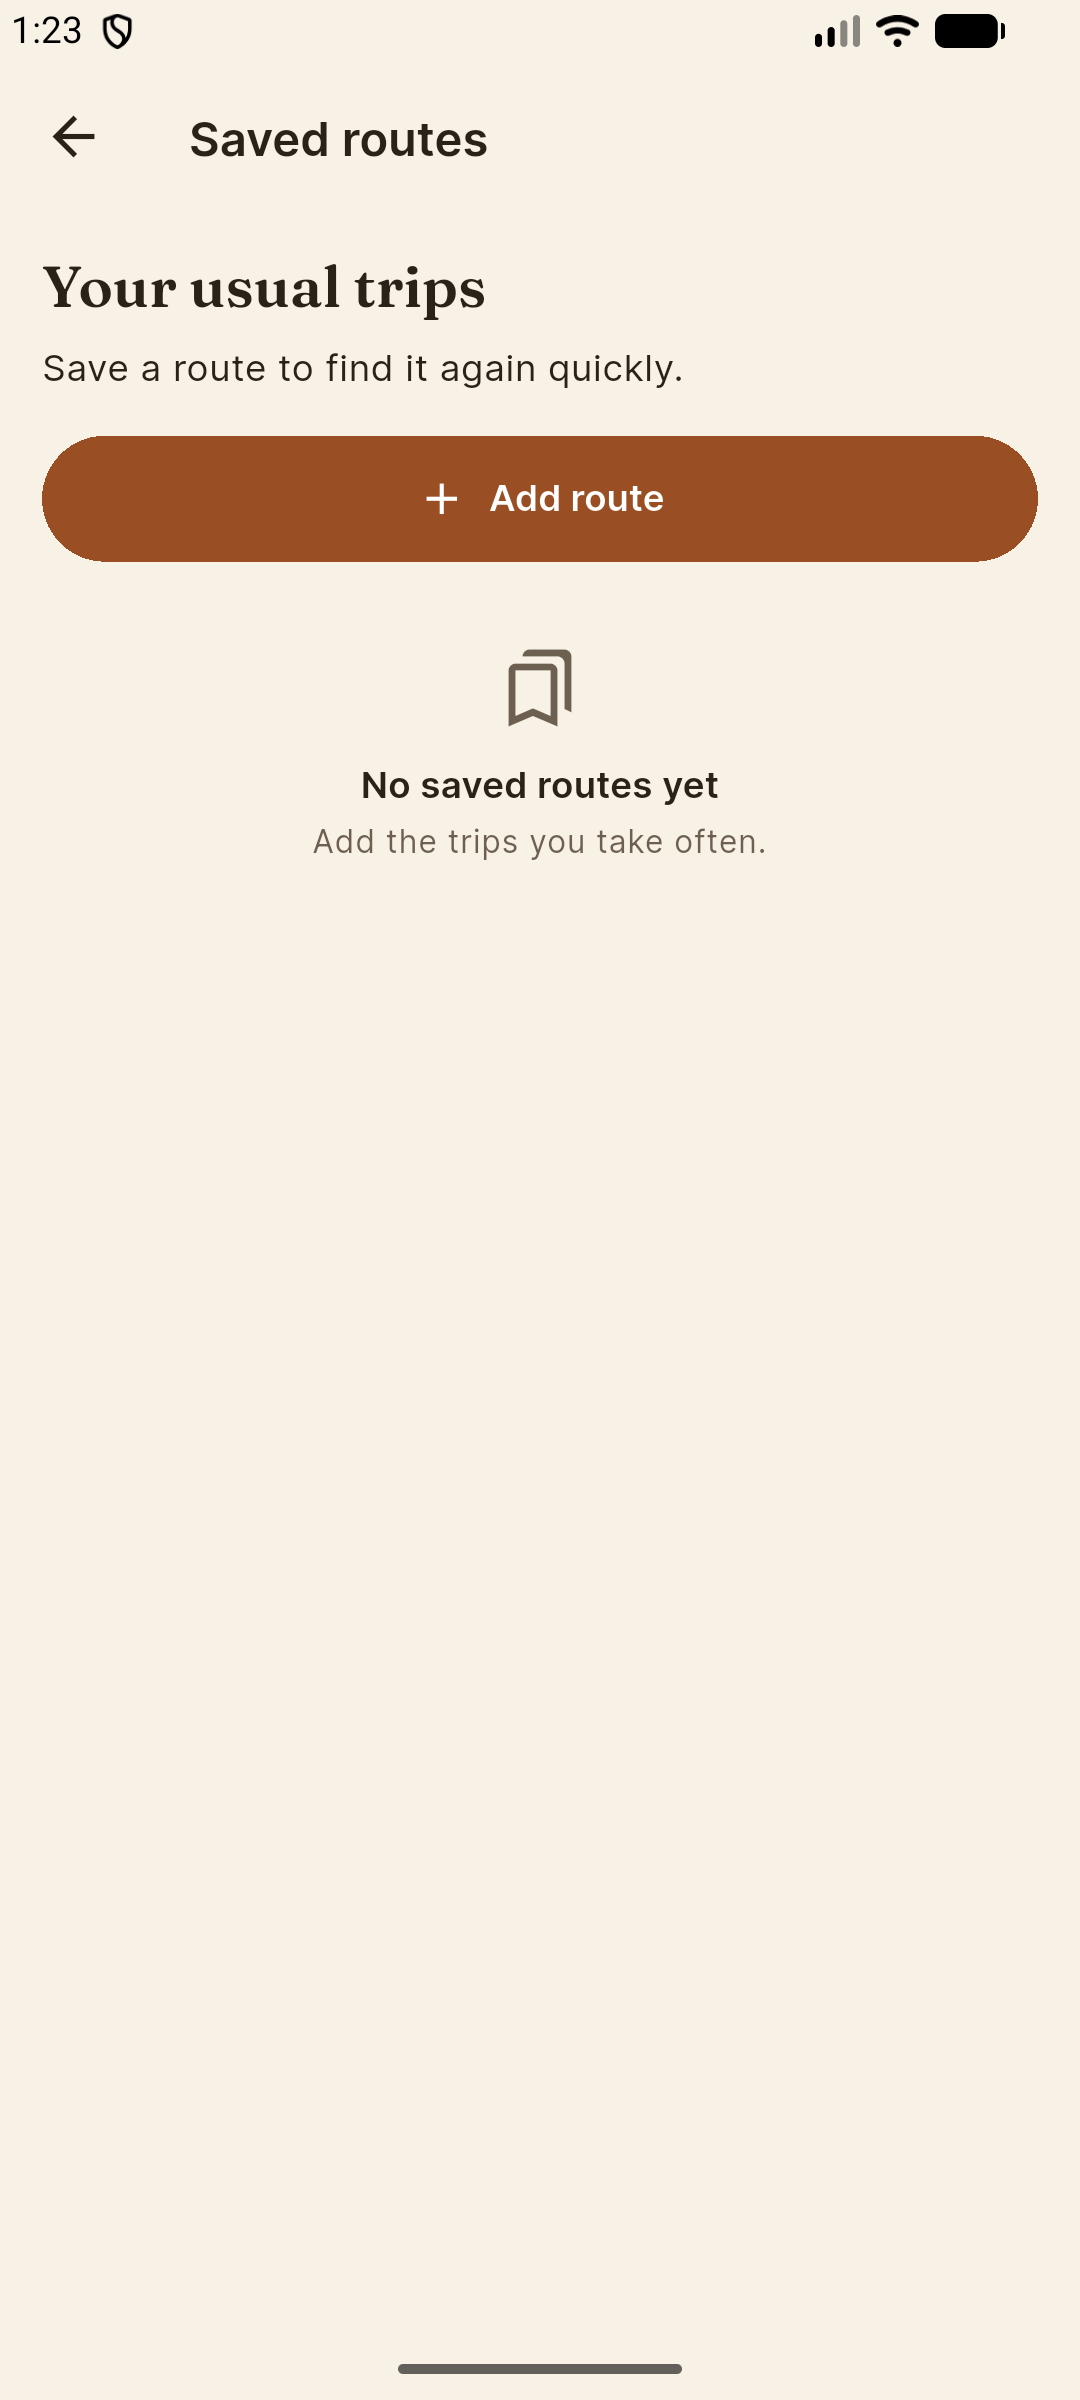 1:23
Saved routes
Your usual trips
Save a route to find it again quickly.
Add route
No saved routes yet
Add the trips you take often.